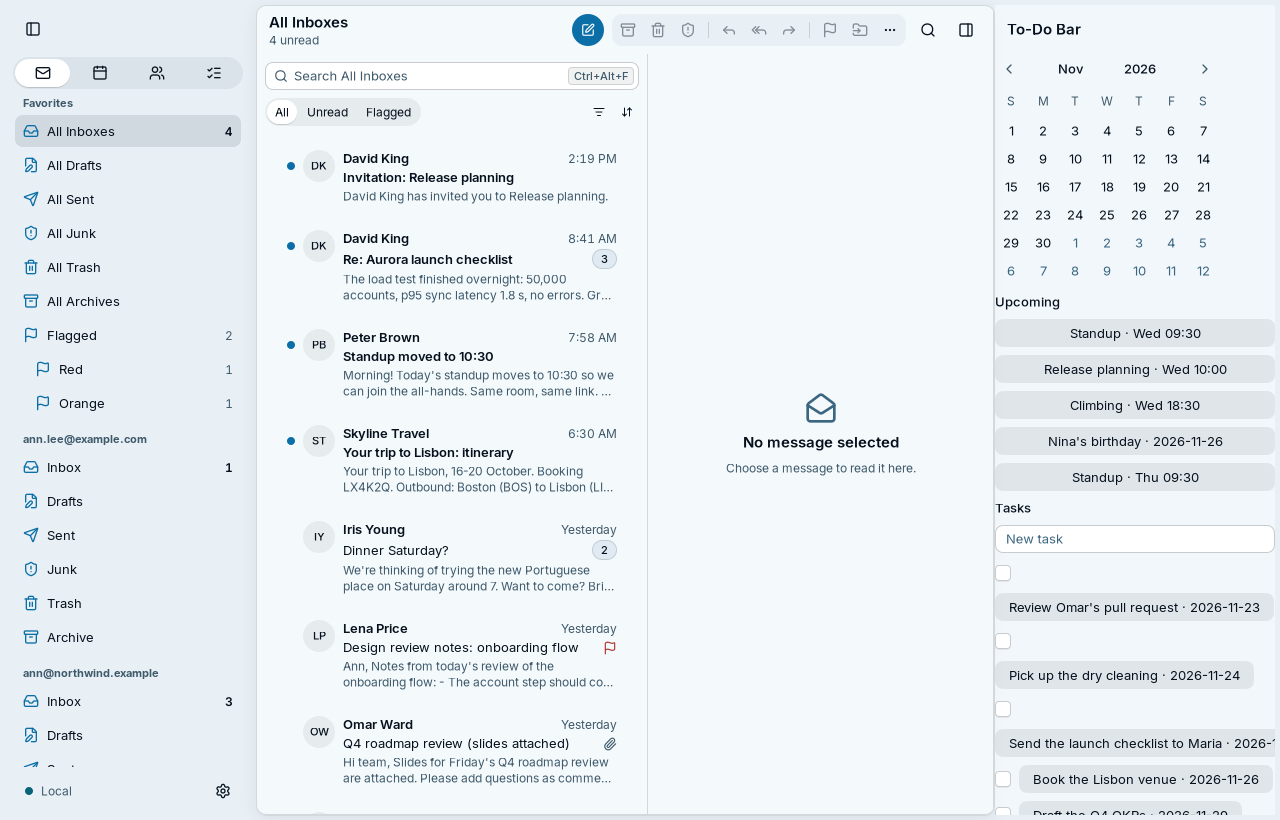 Favorites
All Inboxes 4
All Drafts
All Sent
All Junk
All Trash
All Archives
Flagged 2
Red 1
Orange 1
ann.lee@example.com
Inbox 1
Drafts
Sent
Junk
Trash
Archive
ann@northwind.example
Inbox 3
Drafts
Local
All Inboxes
4 unread
Search All Inboxes Ctrl+Alt+F
All Unread Flagged
DK David King 2:19 PM
Invitation: Release planning
David King has invited you to Release planning.
DK David King 8:41 AM
Re: Aurora launch checklist 3
The load test finished overnight: 50,000
accounts, p95 sync latency 1.8 s, no errors. Gr...
PB Peter Brown 7:58 AM
Standup moved to 10:30
Morning! Today's standup moves to 10:30 so we
can join the all-hands. Same room, same link. ...
ST Skyline Travel 6:30 AM
Your trip to Lisbon: itinerary
Your trip to Lisbon, 16-20 October. Booking
LX4K2Q. Outbound: Boston (BOS) to Lisbon (LI...
IY Iris Young Yesterday
Dinner Saturday? 2
We're thinking of trying the new Portuguese
place on Saturday around 7. Want to come? Bri...
LP Lena Price Yesterday
Design review notes: onboarding flow
Ann, Notes from today's review of the
onboarding flow: - The account step should co...
OW Omar Ward Yesterday
Q4 roadmap review (slides attached)
Hi team, Slides for Friday's Q4 roadmap review
are attached. Please add questions as comme...
No message selected
Choose a message to read it here.
To-Do Bar
Nov 2026
S M T W T F S
1 2 3 4 5 6 7
8 9 10 11 12 13 14
15 16 17 18 19 20 21
22 23 24 25 26 27 28
29 30 1 2 3 4 5
6 7 8 9 10 11 12
Upcoming
Standup · Wed 09:30
Release planning · Wed 10:00
Climbing · Wed 18:30
Nina's birthday · 2026-11-26
Standup · Thu 09:30
Tasks
New task
Review Omar's pull request · 2026-11-23
Pick up the dry cleaning · 2026-11-24
Send the launch checklist to Maria · 2026-1
Book the Lisbon venue · 2026-11-26
Draft the Q4 OKRs · 2026-11-29